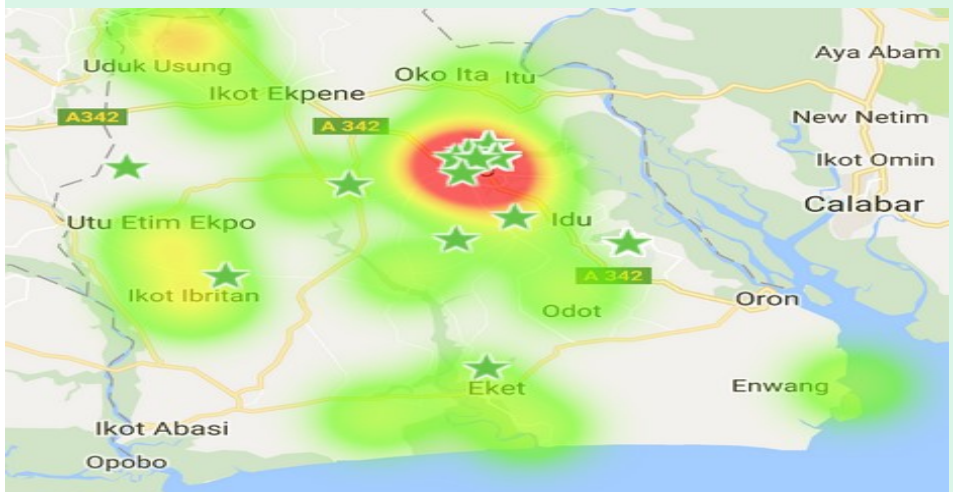 Aya Abam
Uduk Usung
Oko Ita
Itu
Ikot Ekpene
A342
A 342
New Netim
Ikot Omin
Calabar
Utu Etim Ekpo
Idu
A 342
Ikot Ibritan
Odot
Oron
Eket
Enwang
Ikot Abasi
Opobo